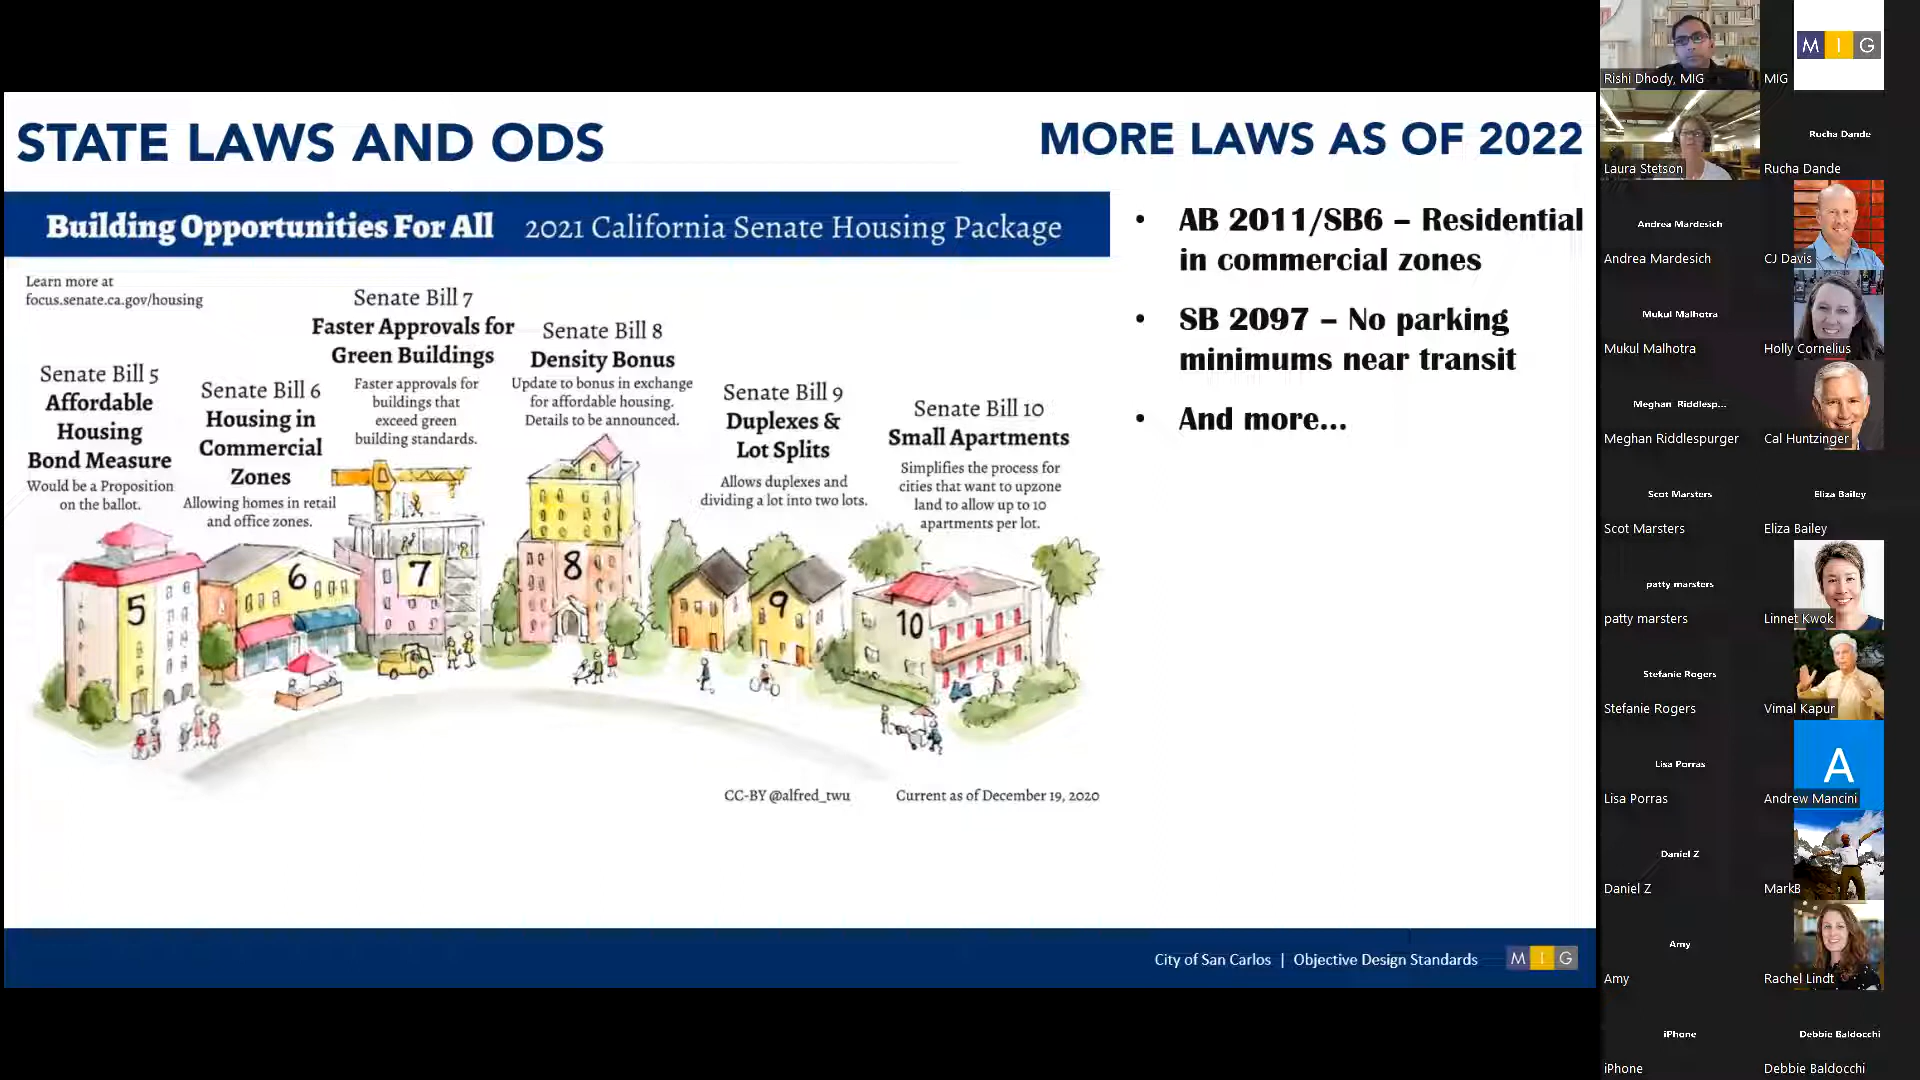 STATE LAWS AND ODS
MORE LAWS AS OF 2022
Building Opportunities For All 2021 California Senate Housing Package
Learn more at
focus.senate.ca.gov/housing
Senate Bill 5
Affordable
Housing
Bond Measure
Would be a Proposition
on the ballot.
Senate Bill 6
Housing in
Commercial
Zones
Allowing homes in retail
and office zones.
Senate Bill 7
Faster Approvals for
Green Buildings
Faster approvals for
buildings that
exceed green
building standards.
Senate Bill 8
Density Bonus
Update to bonus in exchange
for affordable housing.
Details to be announced.
Senate Bill 9
Duplexes &
Lot Splits
Allows duplexes and
dividing a lot into two lots.
Senate Bill 10
Small Apartments
Simplifies the process for
cities that want to upzone
land to allow up to 10
apartments per lot.
5
6
7
8
9
10
CC-BY @alfred_twu
Current as of December 19, 2020
• AB 2011/SB6 – Residential
in commercial zones
• SB 2097 – No parking
minimums near transit
• And more...
City of San Carlos | Objective Design Standards
M I G
Rishi Dhody, MIG
M I G
MIG
Laura Stetson
Rucha Dande
Rucha Dande
Andrea Mardesich
Andrea Mardesich
CJ Davis
Mukul Malhotra
Mukul Malhotra
Holly Cornelius
Meghan Riddlesp...
Meghan Riddlespurger
Cal Huntzinger
Scot Marsters
Scot Marsters
Eliza Bailey
Eliza Bailey
patty marsters
patty marsters
Linnet Kwok
Stefanie Rogers
Stefanie Rogers
Vimal Kapur
Lisa Porras
Lisa Porras
A
Andrew Mancini
Daniel Z
Daniel Z
MarkB
Amy
Amy
Rachel Lindt
iPhone
iPhone
Debbie Baldocchi
Debbie Baldocchi